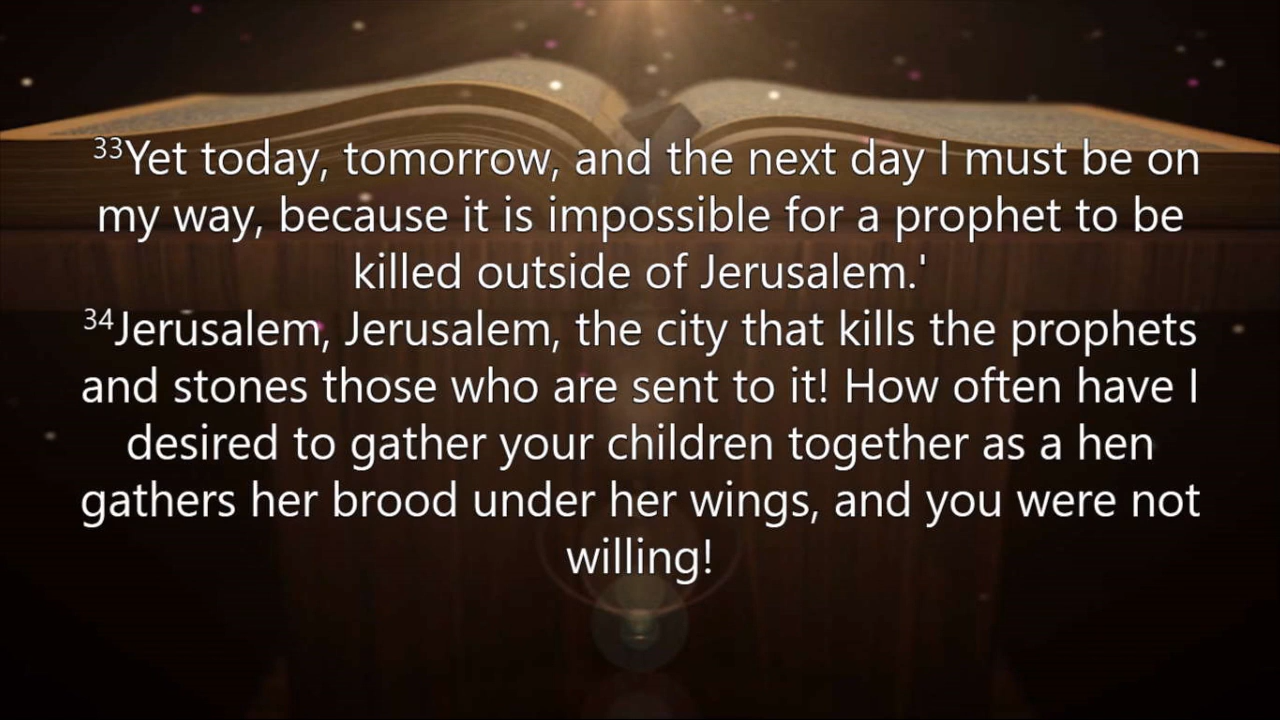 33Yet today, tomorrow, and the next day I must be on
my way, because it is impossible for a prophet to be
killed outside of Jerusalem.'
34Jerusalem, Jerusalem, the city that kills the prophets
and stones those who are sent to it! How often have I
desired to gather your children together as a hen
gathers her brood under her wings, and you were not
willing!